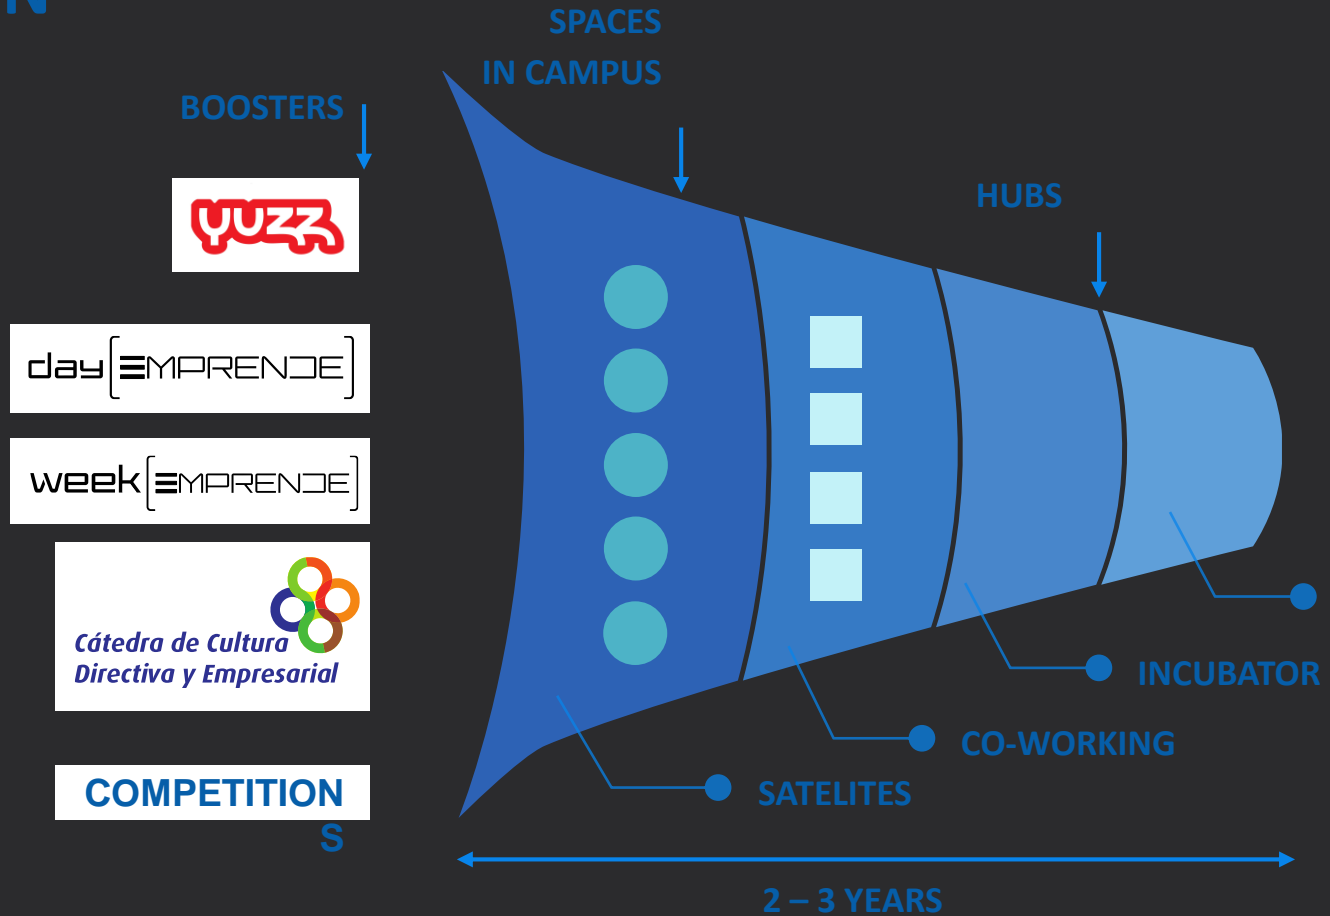 N
SPACES
IN CAMPUS
BOOSTERS
HUBS
yuzz
day[EMPRENDE]
week[EMPRENDE]
Cátedra de Cultura
Directiva y Empresarial
INCUBATOR
CO-WORKING
SATELITES
COMPETITION
S
2 – 3 YEARS